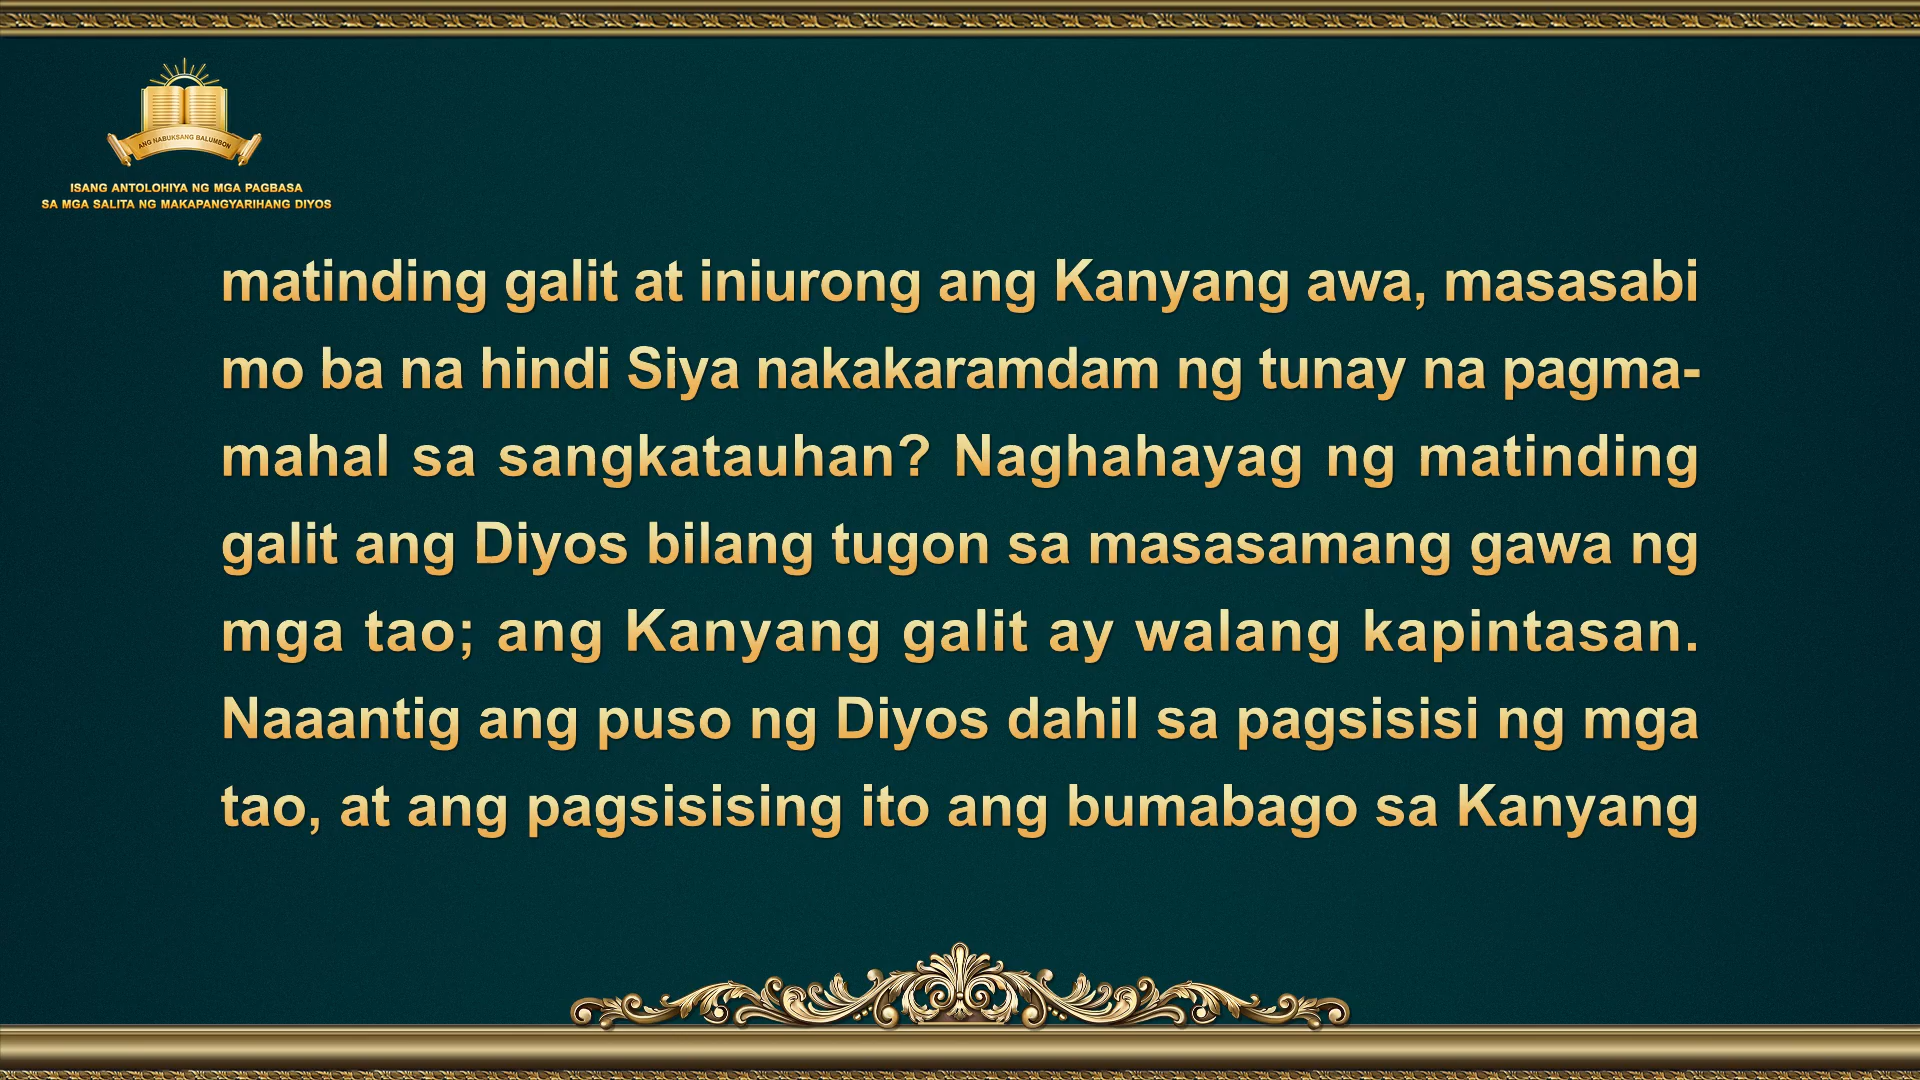 ANG NABUKSANG BALUMBON
ISANG ANTOLOHIYA NG MGA PAGBASA
SA MGA SALITA NG MAKAPANGYARIHANG DIYOS
matinding galit at iniurong ang Kanyang awa, masasabi
mo ba na hindi Siya nakakaramdam ng tunay na pagma-
mahal sa sangkatauhan? Naghahayag ng matinding
galit ang Diyos bilang tugon sa masasamang gawa ng
mga tao; ang Kanyang galit ay walang kapintasan.
Naaantig ang puso ng Diyos dahil sa pagsisisi ng mga
tao, at ang pagsisising ito ang bumabago sa Kanyang